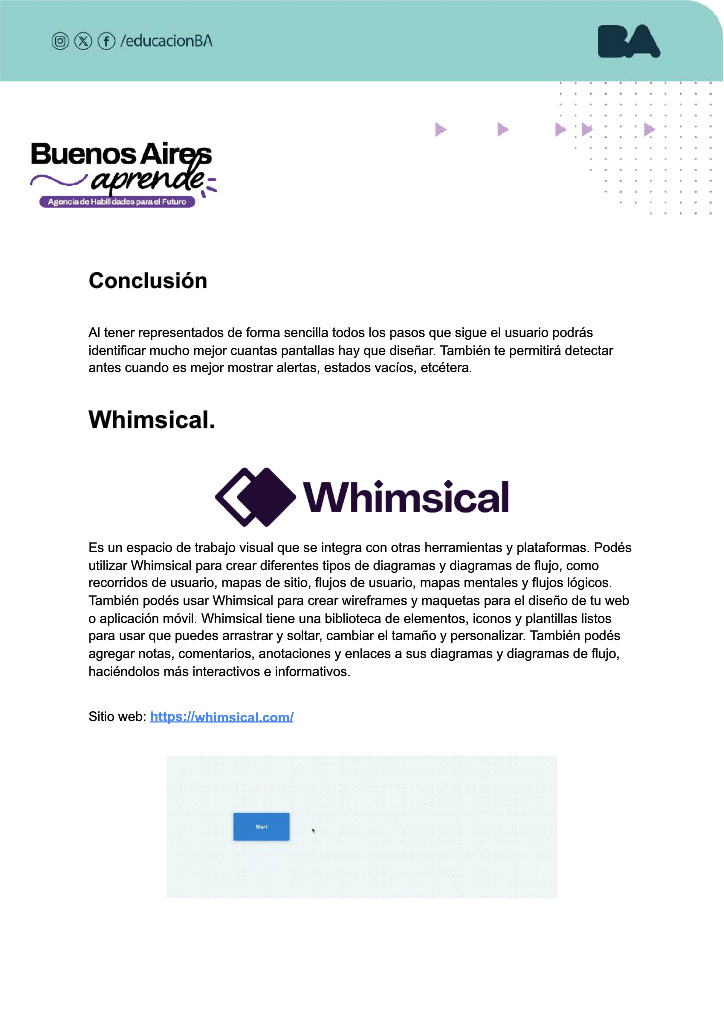 /educacionBA
BA
Buenos Aires
aprende
Agencia de Habilidades para el Futuro
Conclusión
Al tener representados de forma sencilla todos los pasos que sigue el usuario podrás
identificar mucho mejor cuantas pantallas hay que diseñar. También te permitirá detectar
antes cuando es mejor mostrar alertas, estados vacíos, etcétera.
Whimsical.
Whimsical
Es un espacio de trabajo visual que se integra con otras herramientas y plataformas. Podés
utilizar Whimsical para crear diferentes tipos de diagramas y diagramas de flujo, como
recorridos de usuario, mapas de sitio, flujos de usuario, mapas mentales y flujos lógicos.
También podés usar Whimsical para crear wireframes y maquetas para el diseño de tu web
o aplicación móvil. Whimsical tiene una biblioteca de elementos, iconos y plantillas listos
para usar que puedes arrastrar y soltar, cambiar el tamaño y personalizar. También podés
agregar notas, comentarios, anotaciones y enlaces a sus diagramas y diagramas de flujo,
haciéndolos más interactivos e informativos.
Sitio web: https://whimsical.com/
Start